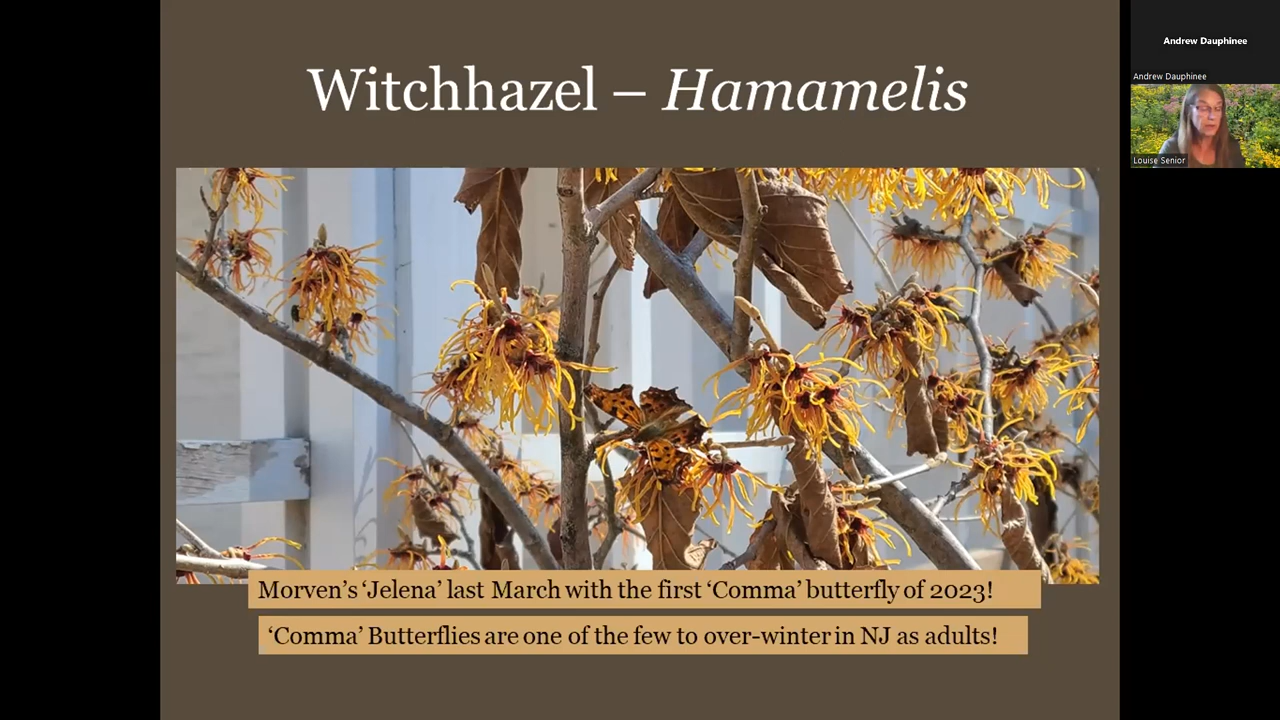 Witchhazel – Hamamelis
Morven's 'Jelena' last March with the first 'Comma' butterfly of 2023!
'Comma' Butterflies are one of the few to over-winter in NJ as adults!
Andrew Dauphinee
Andrew Dauphinee
Louise Senior